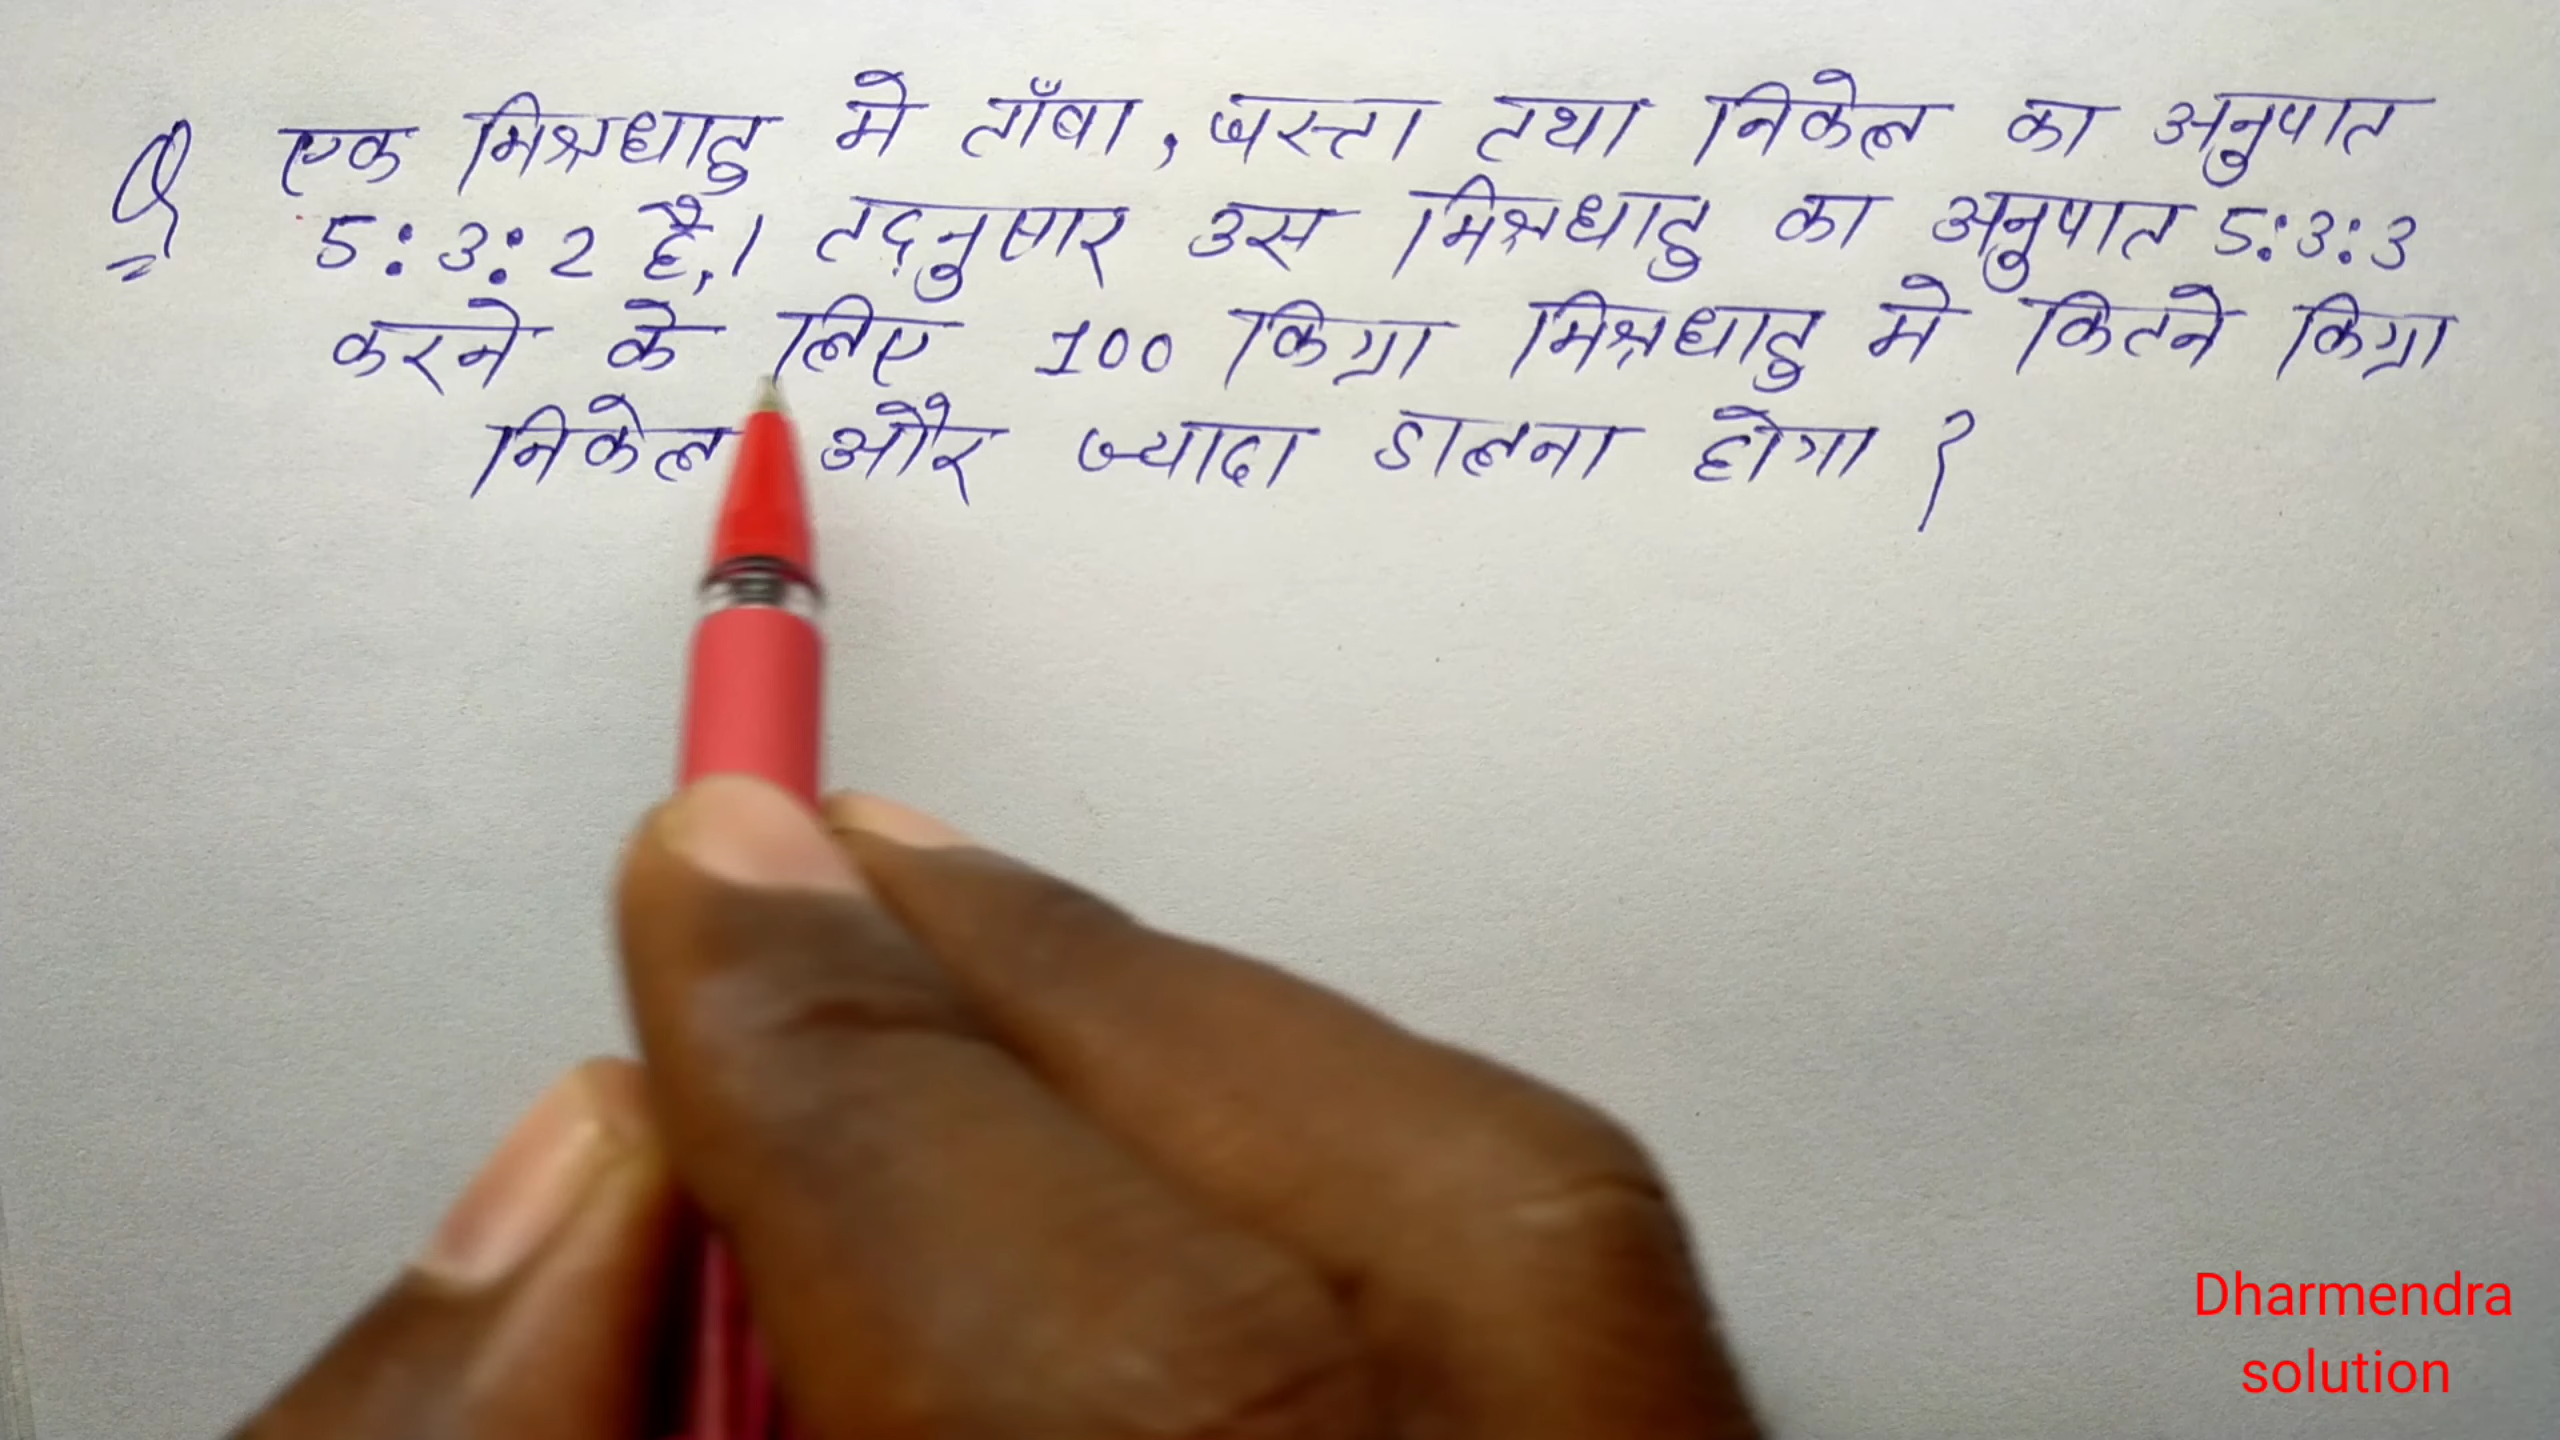 Q एक मिश्रधातु मे ताँबा, जस्ता तथा निकेल का अनुपात
5:3:2 है,। तद्नुसार उस मिश्रधातु का अनुपात 5:3:3
करने के लिए 100 किग्रा मिश्रधातु मे कितने किग्रा
निकेल और ज्यादा डालना होगा ?
Dharmendra
solution